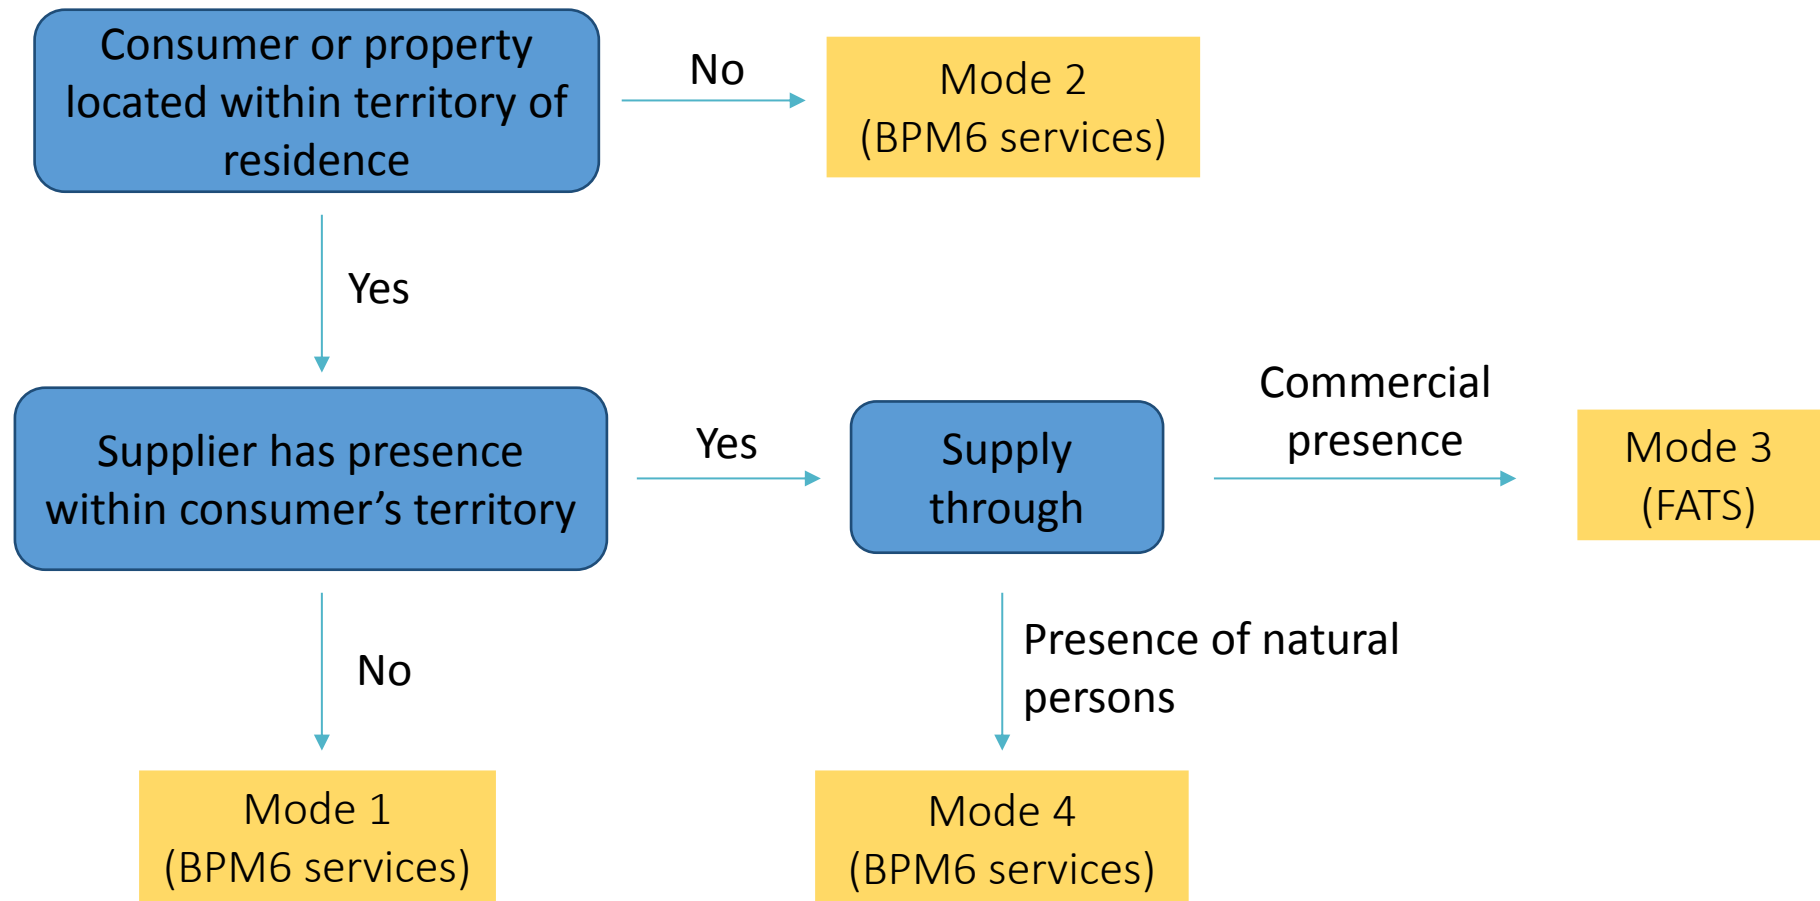 Consumer or property
located within territory of
residence
No
Mode 2
(BPM6 services)
Yes
Supplier has presence
within consumer’s territory
Yes
Supply
through
Commercial
presence
Mode 3
(FATS)
No
Presence of natural
persons
Mode 1
(BPM6 services)
Mode 4
(BPM6 services)